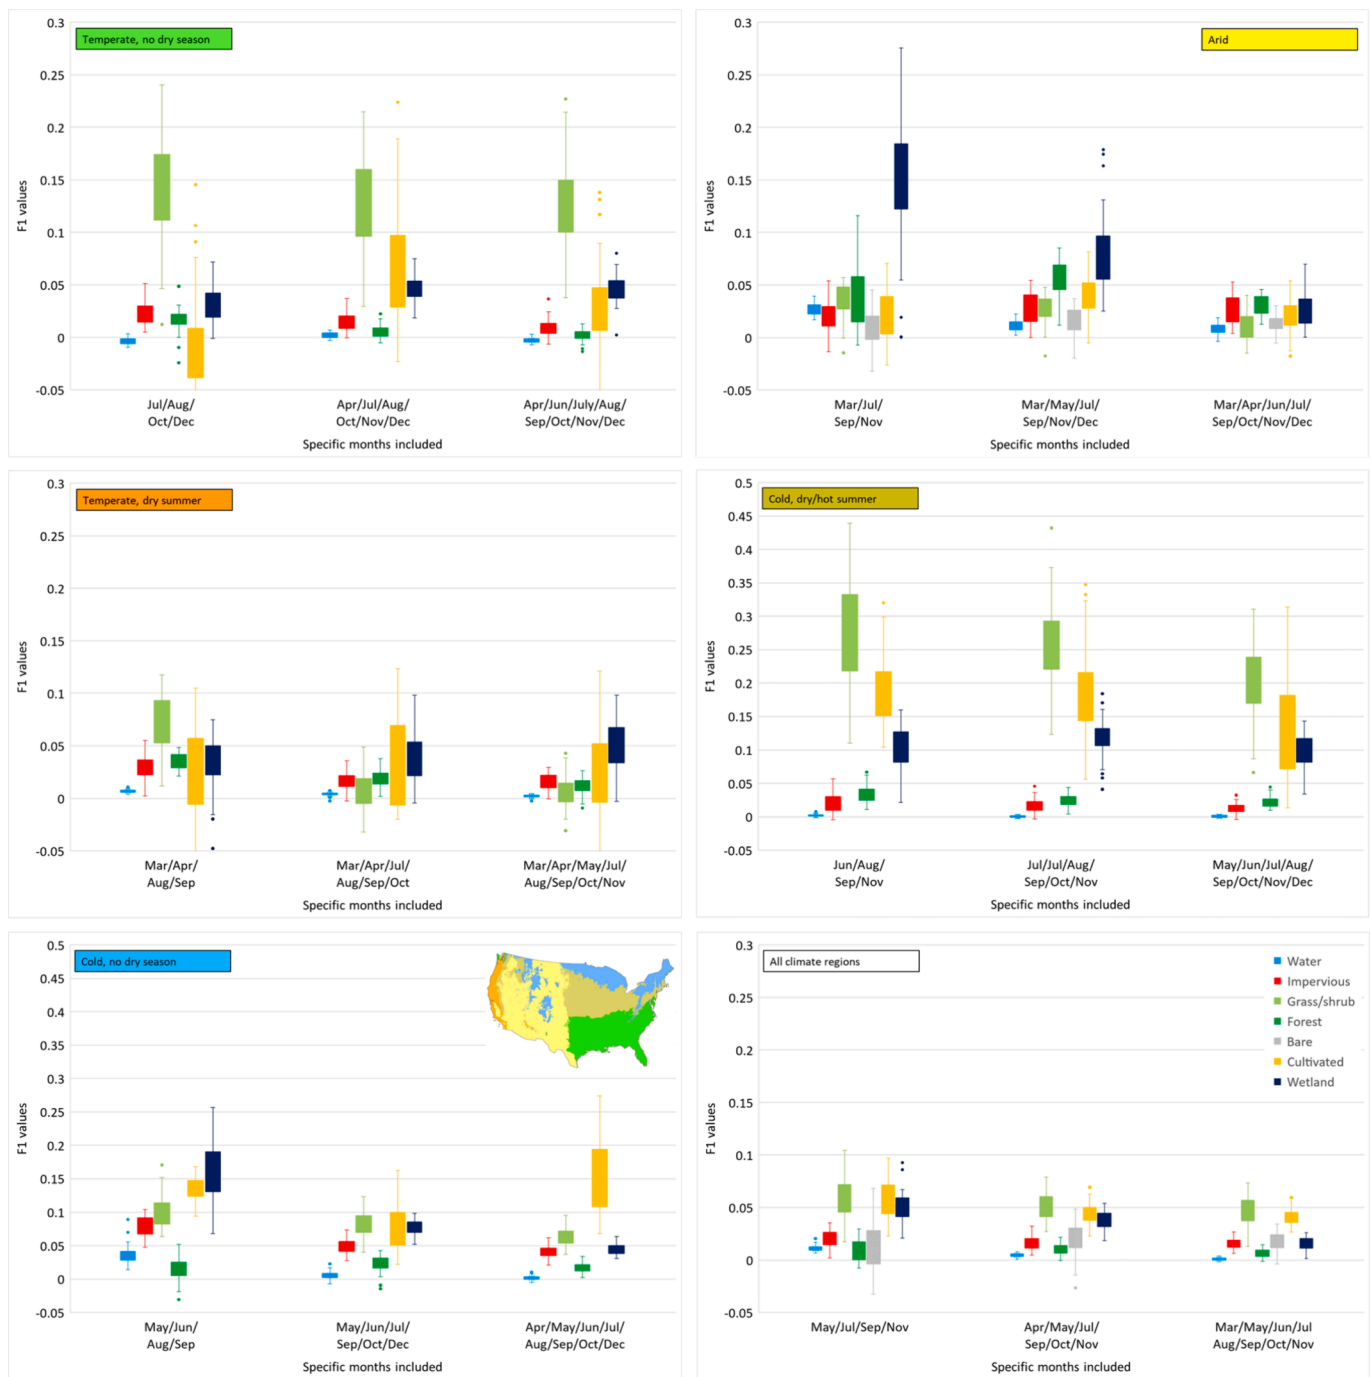 Temperate, no dry season
0.3
0.25
0.2
0.15
0.1
0.05
0
-0.05
F1 values
Jul/Aug/
Oct/Dec
Apr/Jul/Aug/
Oct/Nov/Dec
Apr/Jun/July/Aug/
Sep/Oct/Nov/Dec
Specific months included
Arid
0.3
0.25
0.2
0.15
0.1
0.05
0
-0.05
F1 values
Mar/Jul/
Sep/Nov
Mar/May/Jul/
Sep/Nov/Dec
Mar/Apr/Jun/Jul/
Sep/Oct/Nov/Dec
Specific months included
Temperate, dry summer
0.3
0.25
0.2
0.15
0.1
0.05
0
-0.05
F1 values
Mar/Apr/
Aug/Sep
Mar/Apr/Jul/
Aug/Sep/Oct
Mar/Apr/May/Jul/
Aug/Sep/Oct/Nov
Specific months included
Cold, dry/hot summer
0.5
0.45
0.4
0.35
0.3
0.25
0.2
0.15
0.1
0.05
0
-0.05
F1 values
Jun/Aug/
Sep/Nov
Jul/Jul/Aug/
Sep/Oct/Nov
May/Jun/Jul/Aug/
Sep/Oct/Nov/Dec
Specific months included
Cold, no dry season
0.5
0.45
0.4
0.35
0.3
0.25
0.2
0.15
0.1
0.05
0
-0.05
F1 values
May/Jun/
Aug/Sep
May/Jun/Jul/
Sep/Oct/Dec
Apr/May/Jun/Jul/
Aug/Sep/Oct/Dec
Specific months included
All climate regions
0.3
0.25
0.2
0.15
0.1
0.05
0
-0.05
F1 values
Water
Impervious
Grass/shrub
Forest
Bare
Cultivated
Wetland
May/Jul/Sep/Nov
Apr/May/Jul/
Sep/Oct/Nov
Mar/May/Jun/Jul
Aug/Sep/Oct/Nov
Specific months included